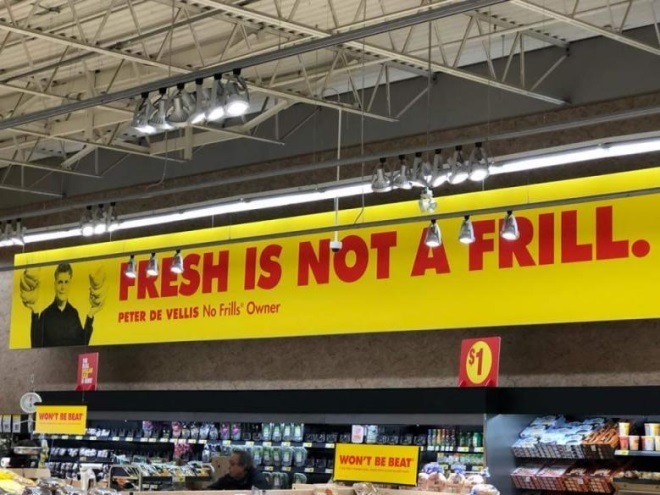 FRESH IS NOT A FRILL.
PETER DE VELLIS No Frills® Owner
$1
WON'T BE BEAT
WON'T BE BEAT